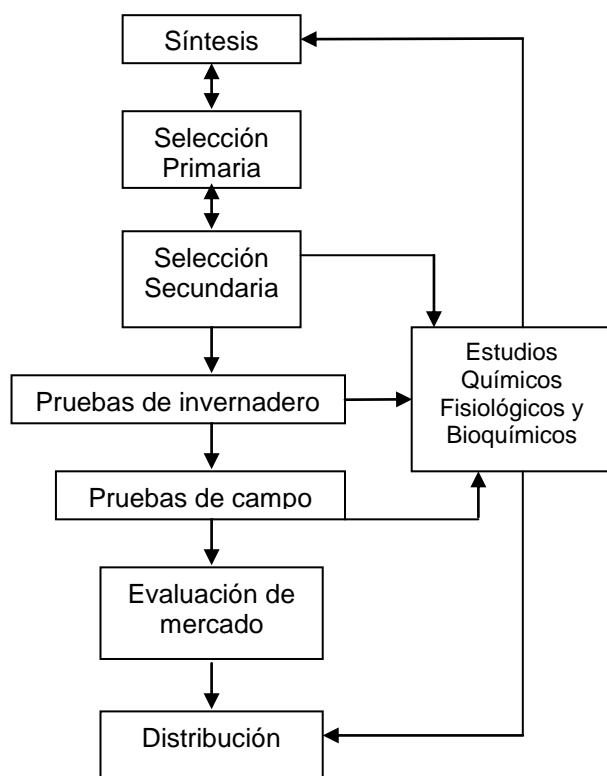 Síntesis
Selección
Primaria
Selección
Secundaria
Estudios
Químicos
Fisiológicos y
Bioquímicos
Pruebas de invernadero
Pruebas de campo
Evaluación de
mercado
Distribución